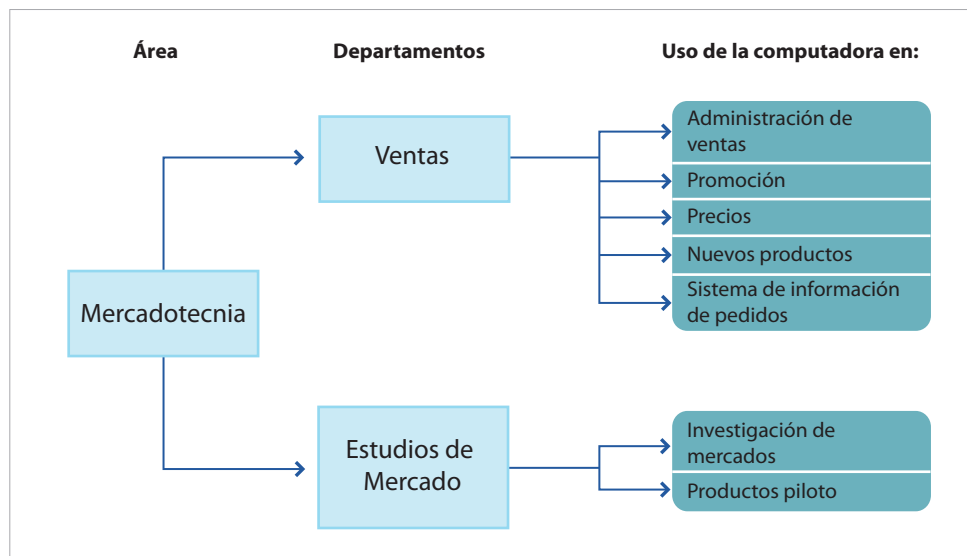 Área
Departamentos
Uso de la computadora en:
Mercadotecnia
Ventas
Administración de
ventas
Promoción
Precios
Nuevos productos
Sistema de información
de pedidos
Estudios de
Mercado
Investigación de
mercados
Productos piloto